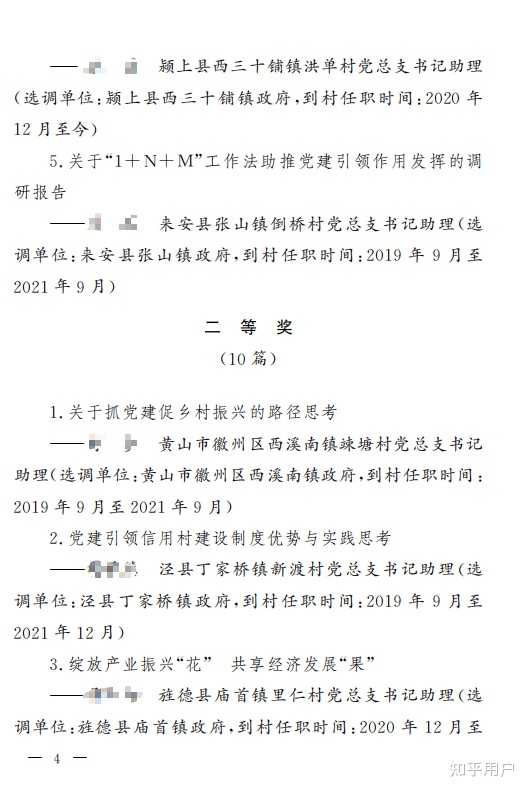 —— 颍上县西三十铺镇洪单村党总支书记助理
(选调单位:颍上县西三十铺镇政府,到村任职时间:2020 年
12 月至今)
5.关于“1+N+M”工作法助推党建引领作用发挥的调
研报告
—— 来安县张山镇倒桥村党总支书记助理(选
调单位:来安县张山镇政府,到村任职时间:2019 年 9 月至
2021 年 9 月)
二 等 奖
(10 篇)
1.关于抓党建促乡村振兴的路径思考
—— 黄山市徽州区西溪南镇竦塘村党总支书记
助理(选调单位:黄山市徽州区西溪南镇政府,到村任职时间:
2019 年 9 月至 2021 年 9 月)
2.党建引领信用村建设制度优势与实践思考
—— 泾县丁家桥镇新渡村党总支书记助理(选
调单位:泾县丁家桥镇政府,到村任职时间:2019 年 9 月至
2021 年 12 月)
3.绽放产业振兴“花” 共享经济发展“果”
—— 旌德县庙首镇里仁村党总支书记助理(选
调单位:旌德县庙首镇政府,到村任职时间:2020 年 12 月至
— 4 —
知乎用户